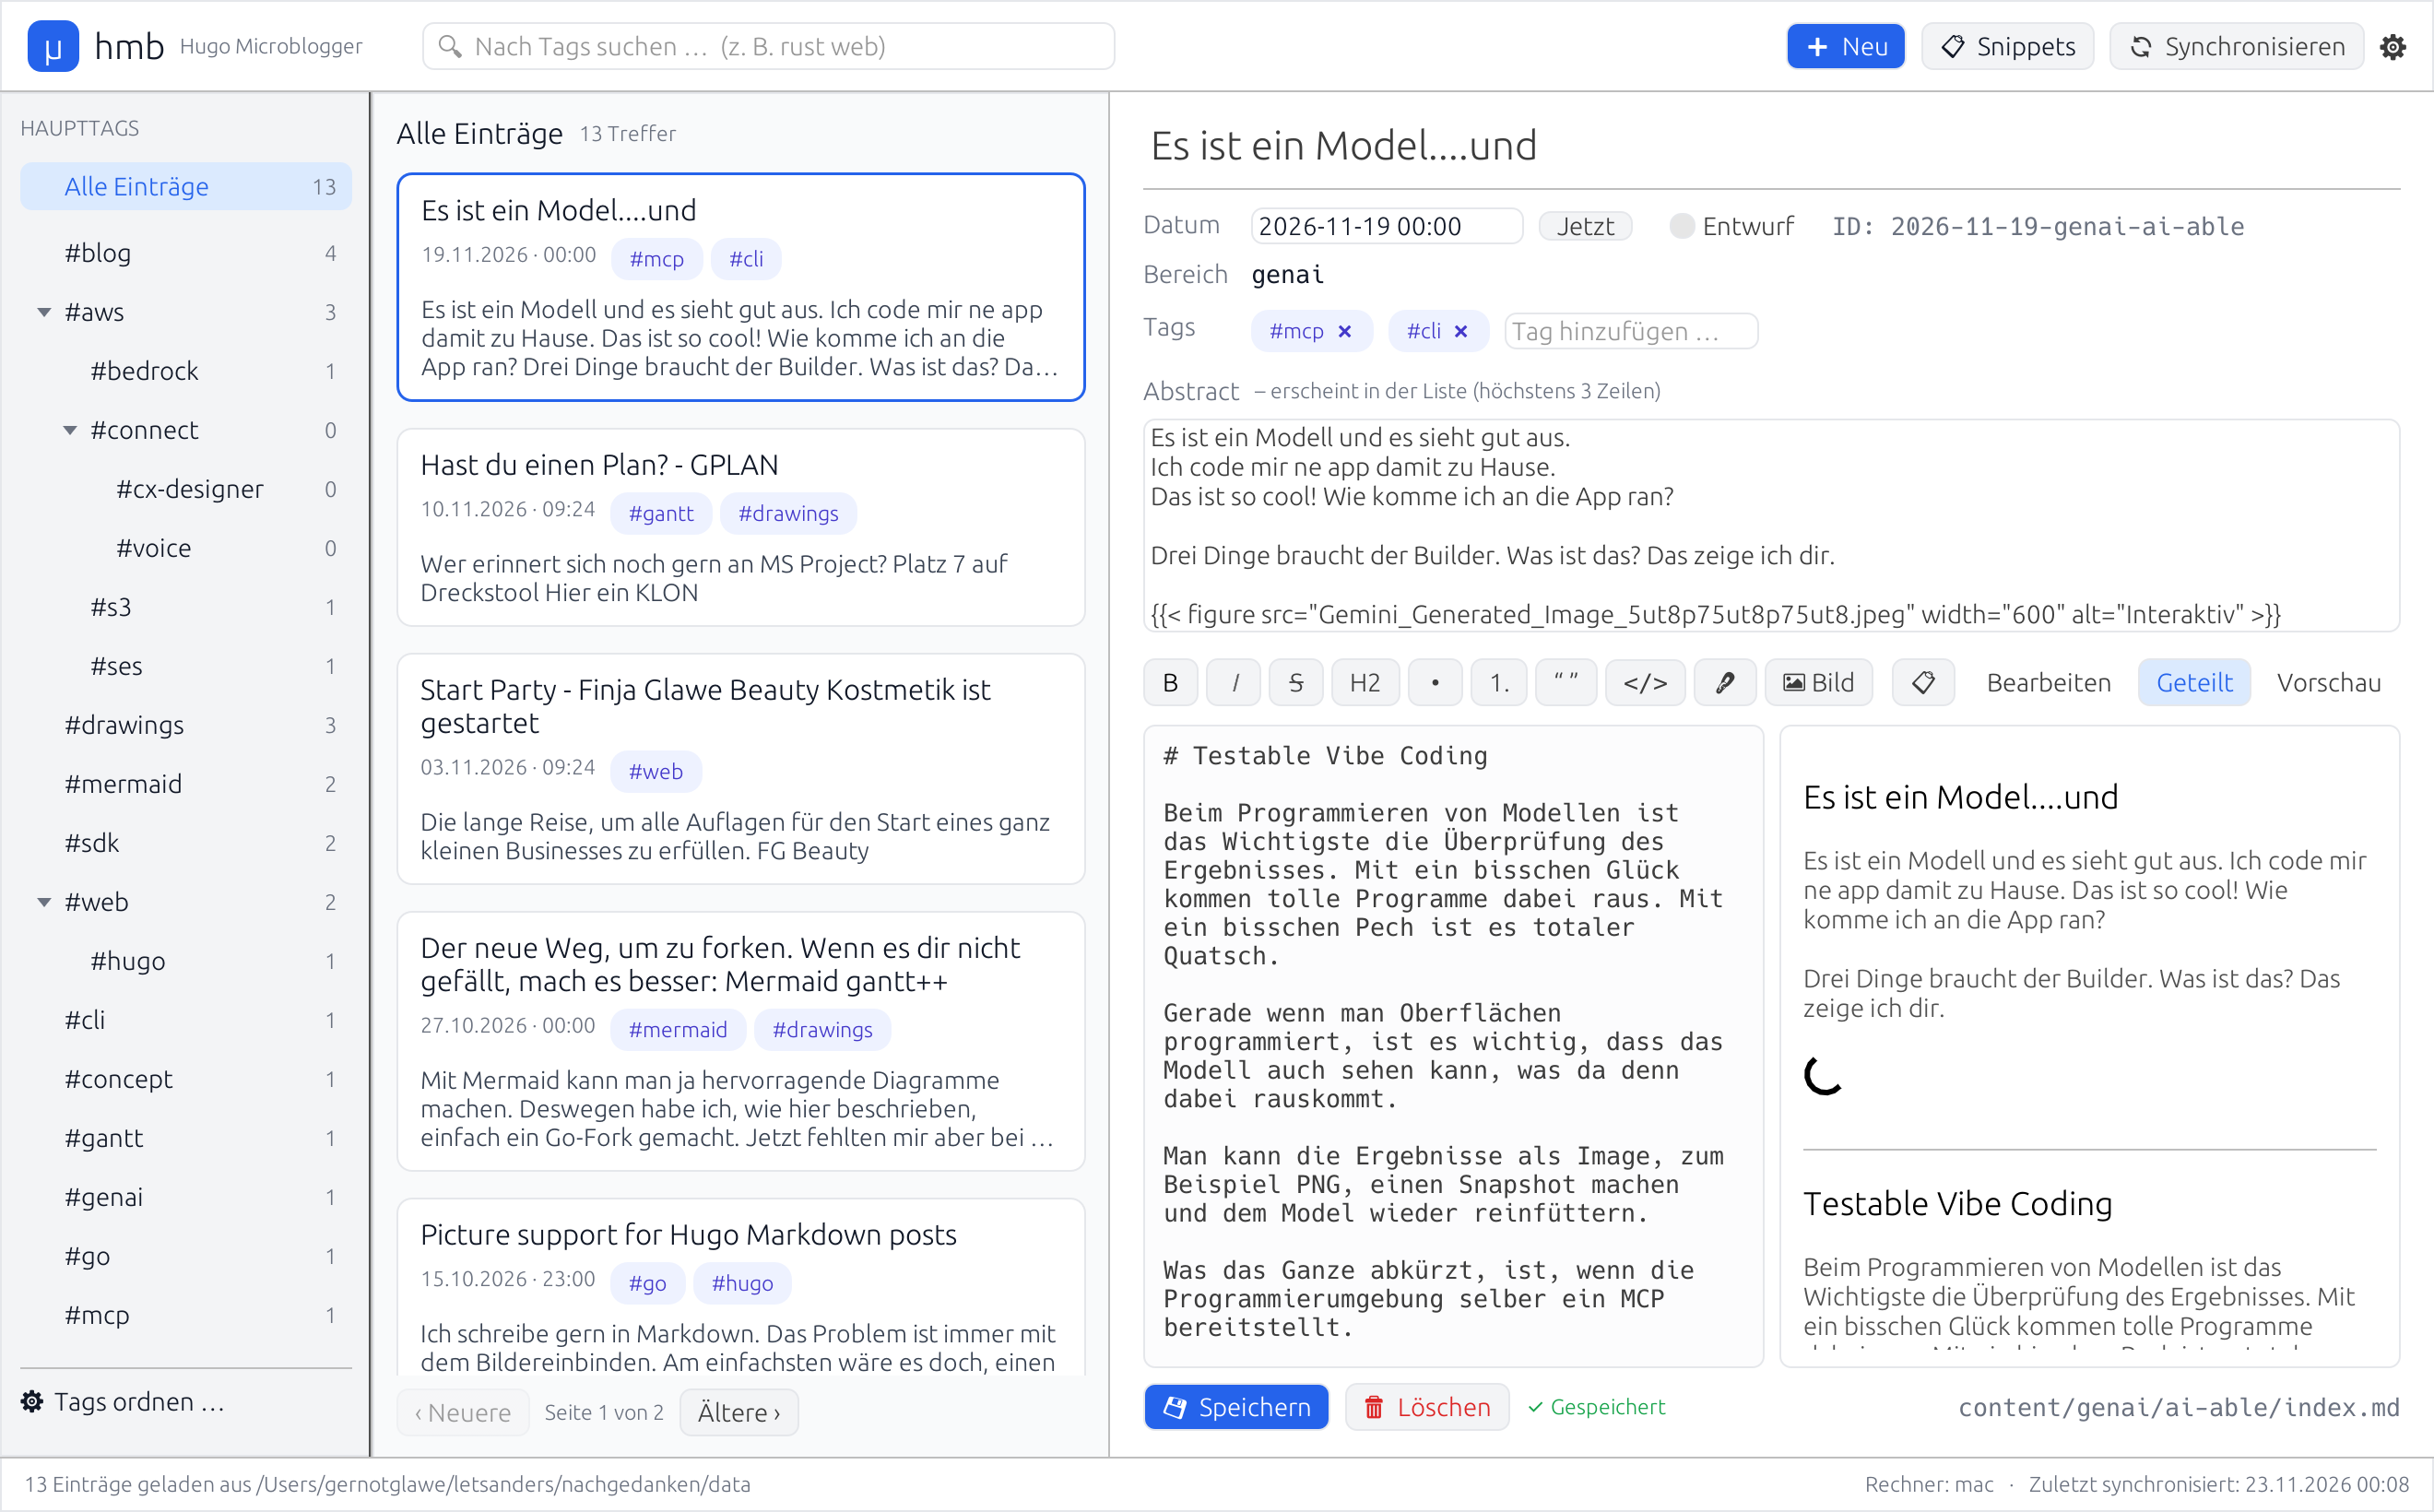 µ hmb Hugo Microblogger
Nach Tags suchen … (z. B. rust web)
+ Neu
Snippets
Synchronisieren
HAUPTTAGS
Alle Einträge 13
#blog 4
#aws 3
#bedrock 1
#connect 0
#cx-designer 0
#voice 0
#s3 1
#ses 1
#drawings 3
#mermaid 2
#sdk 2
#web 2
#hugo 1
#cli 1
#concept 1
#gantt 1
#genai 1
#go 1
#mcp 1
Tags ordnen …
Alle Einträge 13 Treffer
Es ist ein Model....und
19.11.2026 · 00:00 #mcp #cli
Es ist ein Modell und es sieht gut aus. Ich code mir ne app
damit zu Hause. Das ist so cool! Wie komme ich an die
App ran? Drei Dinge braucht der Builder. Was ist das? Da…
Hast du einen Plan? - GPLAN
10.11.2026 · 09:24 #gantt #drawings
Wer erinnert sich noch gern an MS Project? Platz 7 auf
Dreckstool Hier ein KLON
Start Party - Finja Glawe Beauty Kostmetik ist
gestartet
03.11.2026 · 09:24 #web
Die lange Reise, um alle Auflagen für den Start eines ganz
kleinen Businesses zu erfüllen. FG Beauty
Der neue Weg, um zu forken. Wenn es dir nicht
gefällt, mach es besser: Mermaid gantt++
27.10.2026 · 00:00 #mermaid #drawings
Mit Mermaid kann man ja hervorragende Diagramme
machen. Deswegen habe ich, wie hier beschrieben,
einfach ein Go-Fork gemacht. Jetzt fehlten mir aber bei …
Picture support for Hugo Markdown posts
15.10.2026 · 23:00 #go #hugo
Ich schreibe gern in Markdown. Das Problem ist immer mit
dem Bildereinbinden. Am einfachsten wäre es doch, einen
‹ Neuere Seite 1 von 2 Ältere ›
Es ist ein Model....und
Datum 2026-11-19 00:00 Jetzt Entwurf ID: 2026-11-19-genai-ai-able
Bereich genai
Tags #mcp × #cli × Tag hinzufügen …
Abstract – erscheint in der Liste (höchstens 3 Zeilen)
Es ist ein Modell und es sieht gut aus.
Ich code mir ne app damit zu Hause.
Das ist so cool! Wie komme ich an die App ran?
Drei Dinge braucht der Builder. Was ist das? Das zeige ich dir.
{{< figure src="Gemini_Generated_Image_5ut8p75ut8p75ut8.jpeg" width="600" alt="Interaktiv" >}}
B I S H2 • 1. “ ” </> Bild Bearbeiten Geteilt Vorschau
# Testable Vibe Coding
Beim Programmieren von Modellen ist
das Wichtigste die Überprüfung des
Ergebnisses. Mit ein bisschen Glück
kommen tolle Programme dabei raus. Mit
ein bisschen Pech ist es totaler
Quatsch.
Gerade wenn man Oberflächen
programmiert, ist es wichtig, dass das
Modell auch sehen kann, was da denn
dabei rauskommt.
Man kann die Ergebnisse als Image, zum
Beispiel PNG, einen Snapshot machen
und dem Model wieder reinfüttern.
Was das Ganze abkürzt, ist, wenn die
Programmierumgebung selber ein MCP
bereitstellt.
Es ist ein Model....und
Es ist ein Modell und es sieht gut aus. Ich code mir
ne app damit zu Hause. Das ist so cool! Wie
komme ich an die App ran?
Drei Dinge braucht der Builder. Was ist das? Das
zeige ich dir.
Testable Vibe Coding
Beim Programmieren von Modellen ist das
Wichtigste die Überprüfung des Ergebnisses. Mit
ein bisschen Glück kommen tolle Programme
Speichern
Löschen
✓ Gespeichert
content/genai/ai-able/index.md
13 Einträge geladen aus /Users/gernotglawe/letsanders/nachgedanken/data
Rechner: mac · Zuletzt synchronisiert: 23.11.2026 00:08